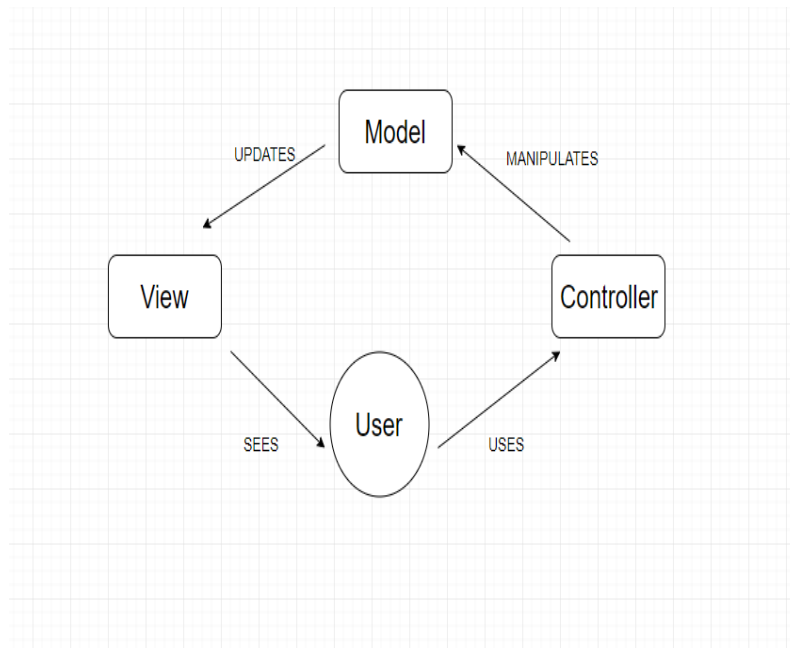 Model
UPDATES
MANIPULATES
View
Controller
User
SEES
USES